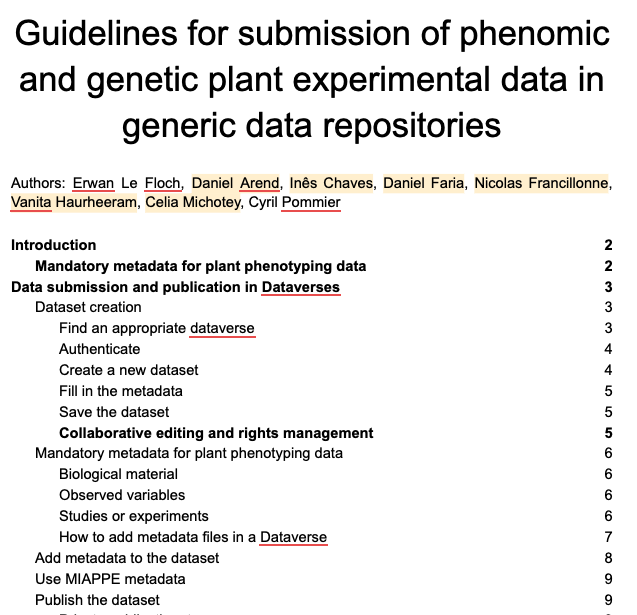 Guidelines for submission of phenomic
and genetic plant experimental data in
generic data repositories
Authors: Erwan Le Floch, Daniel Arend, Inês Chaves, Daniel Faria, Nicolas Francillonne,
Vanita Haurheeram, Celia Michotey, Cyril Pommier
Introduction 2
Mandatory metadata for plant phenotyping data 2
Data submission and publication in Dataverses 3
Dataset creation 3
Find an appropriate dataverse 3
Authenticate 4
Create a new dataset 4
Fill in the metadata 5
Save the dataset 5
Collaborative editing and rights management 5
Mandatory metadata for plant phenotyping data 6
Biological material 6
Observed variables 6
Studies or experiments 6
How to add metadata files in a Dataverse 7
Add metadata to the dataset 8
Use MIAPPE metadata 9
Publish the dataset 9